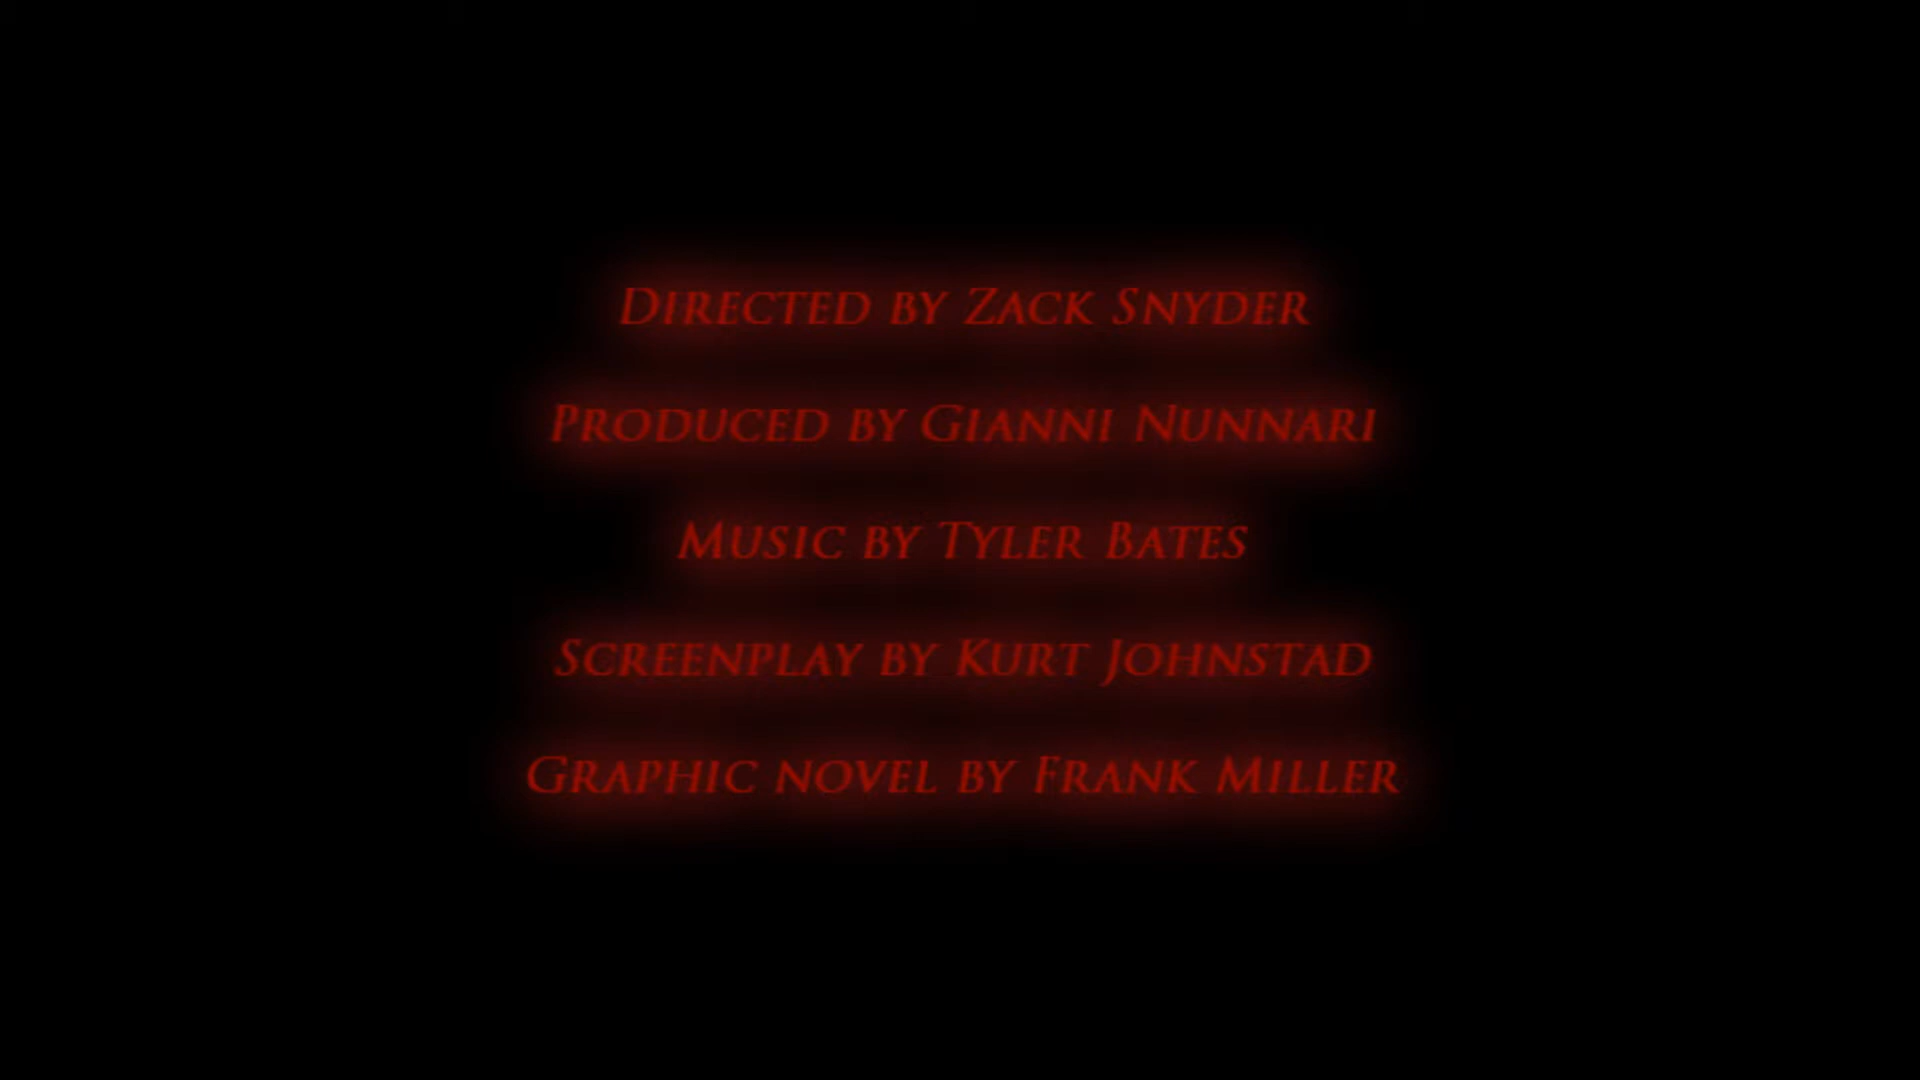 Directed by Zack Snyder
Produced by Gianni Nunnari
Music by Tyler Bates
Screenplay by Kurt Johnstad
Graphic novel by Frank Miller